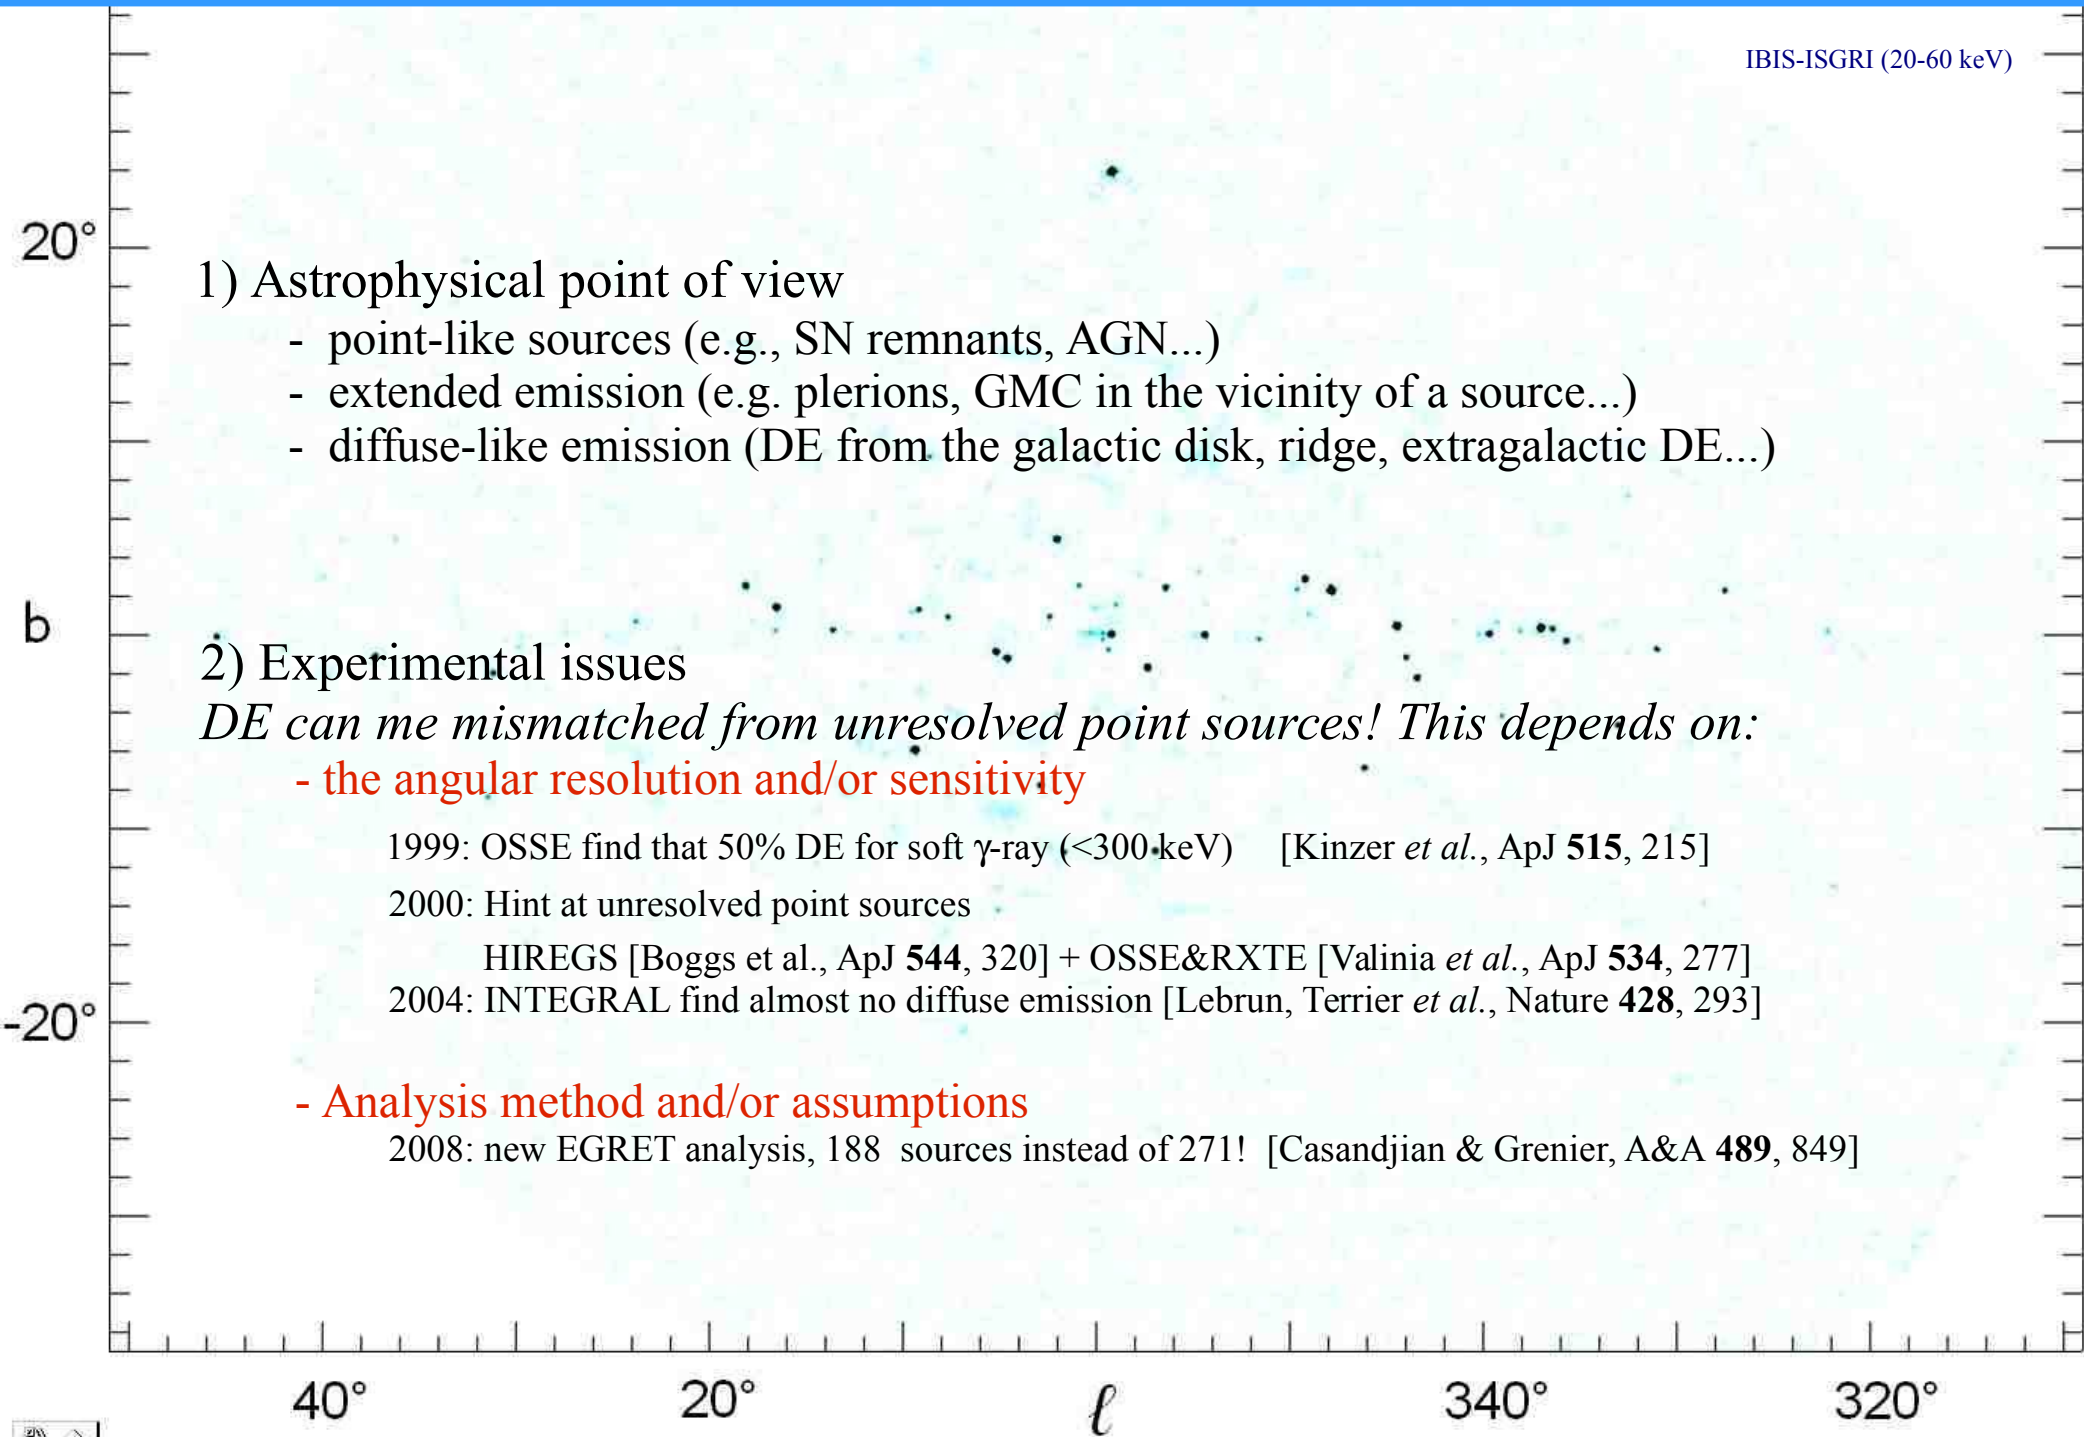 IBIS-ISGRI (20-60 keV)
20°
1) Astrophysical point of view
- point-like sources (e.g., SN remnants, AGN...)
- extended emission (e.g. plerions, GMC in the vicinity of a source...)
- diffuse-like emission (DE from the galactic disk, ridge, extragalactic DE...)
b
2) Experimental issues
DE can me mismatched from unresolved point sources! This depends on:
- the angular resolution and/or sensitivity
1999: OSSE find that 50% DE for soft γ-ray (<300 keV) [Kinzer et al., ApJ 515, 215]
2000: Hint at unresolved point sources
HIREGS [Boggs et al., ApJ 544, 320] + OSSE&RXTE [Valinia et al., ApJ 534, 277]
-20°
2004: INTEGRAL find almost no diffuse emission [Lebrun, Terrier et al., Nature 428, 293]
- Analysis method and/or assumptions
2008: new EGRET analysis, 188 sources instead of 271! [Casandjian & Grenier, A&A 489, 849]
40° 20° ℓ 340° 320°